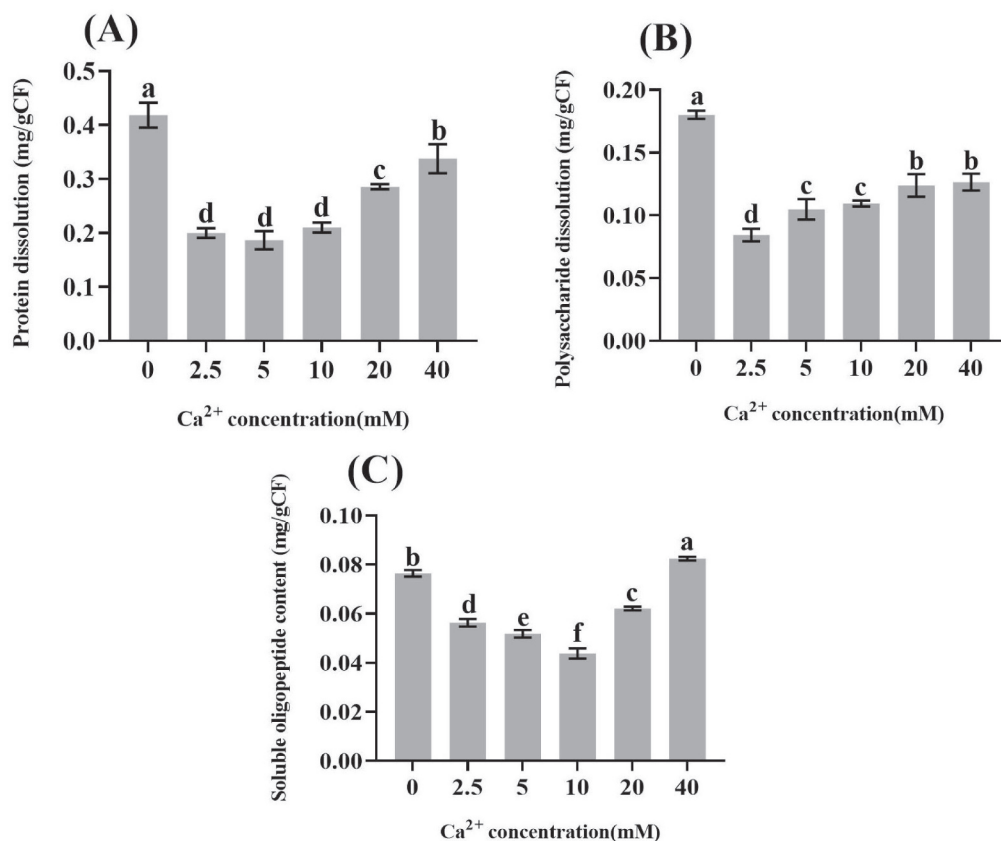 (A)
Protein dissolution (mg/gCF)
0.5
0.4
0.3
0.2
0.1
0.0
a
d
d
d
c
b
0 2.5 5 10 20 40
Ca²⁺ concentration(mM)
(B)
Polysaccharide dissolution (mg/gCF)
0.20
0.15
0.10
0.05
0.00
a
d
c
c
b
b
0 2.5 5 10 20 40
Ca²⁺ concentration(mM)
(C)
Soluble oligopeptide content (mg/gCF)
0.10
0.08
0.06
0.04
0.02
0.00
b
d
e
f
c
a
0 2.5 5 10 20 40
Ca²⁺ concentration(mM)